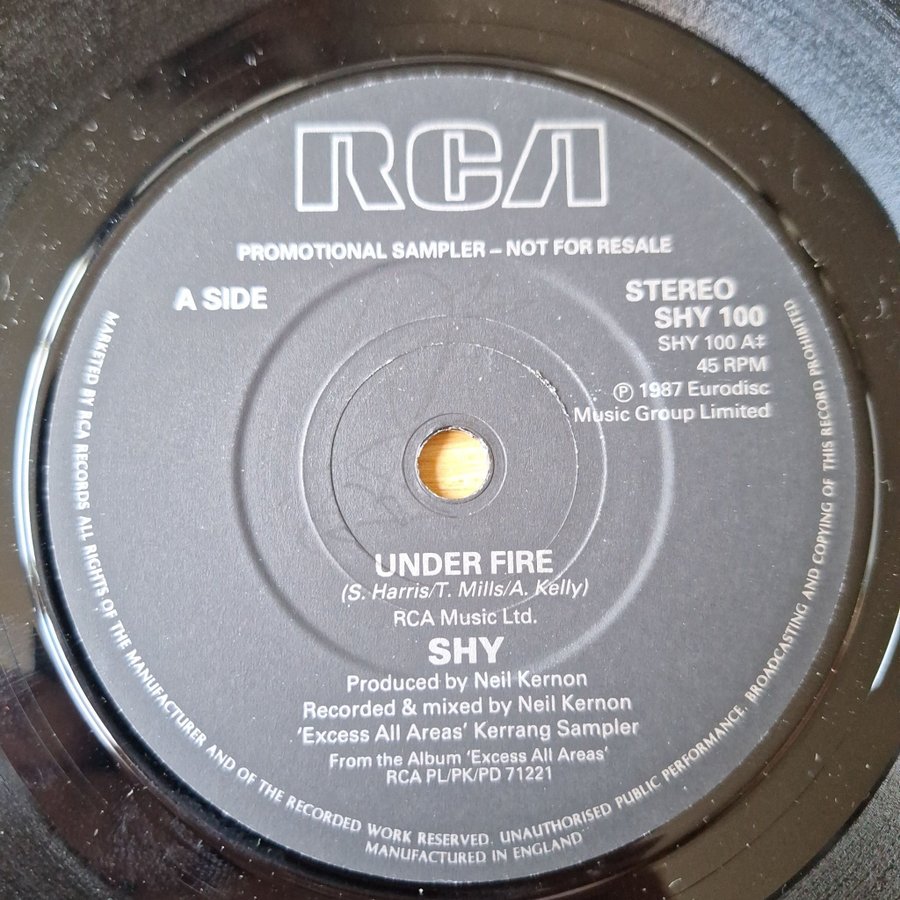 RCA
PROMOTIONAL SAMPLER – NOT FOR RESALE
A SIDE
STEREO
SHY 100
SHY 100 A‡
45 RPM
℗ 1987 Eurodisc
Music Group Limited
UNDER FIRE
(S. Harris/T. Mills/A. Kelly)
RCA Music Ltd.
SHY
Produced by Neil Kernon
Recorded & mixed by Neil Kernon
'Excess All Areas' Kerrang Sampler
From the Album 'Excess All Areas'
RCA PL/PK/PD 71221
MARKETED BY RCA RECORDS ALL RIGHTS OF THE MANUFACTURER AND OF THE RECORDED WORK RESERVED. UNAUTHORISED PUBLIC PERFORMANCE, BROADCASTING AND COPYING OF THIS RECORD PROHIBITED
MANUFACTURED IN ENGLAND